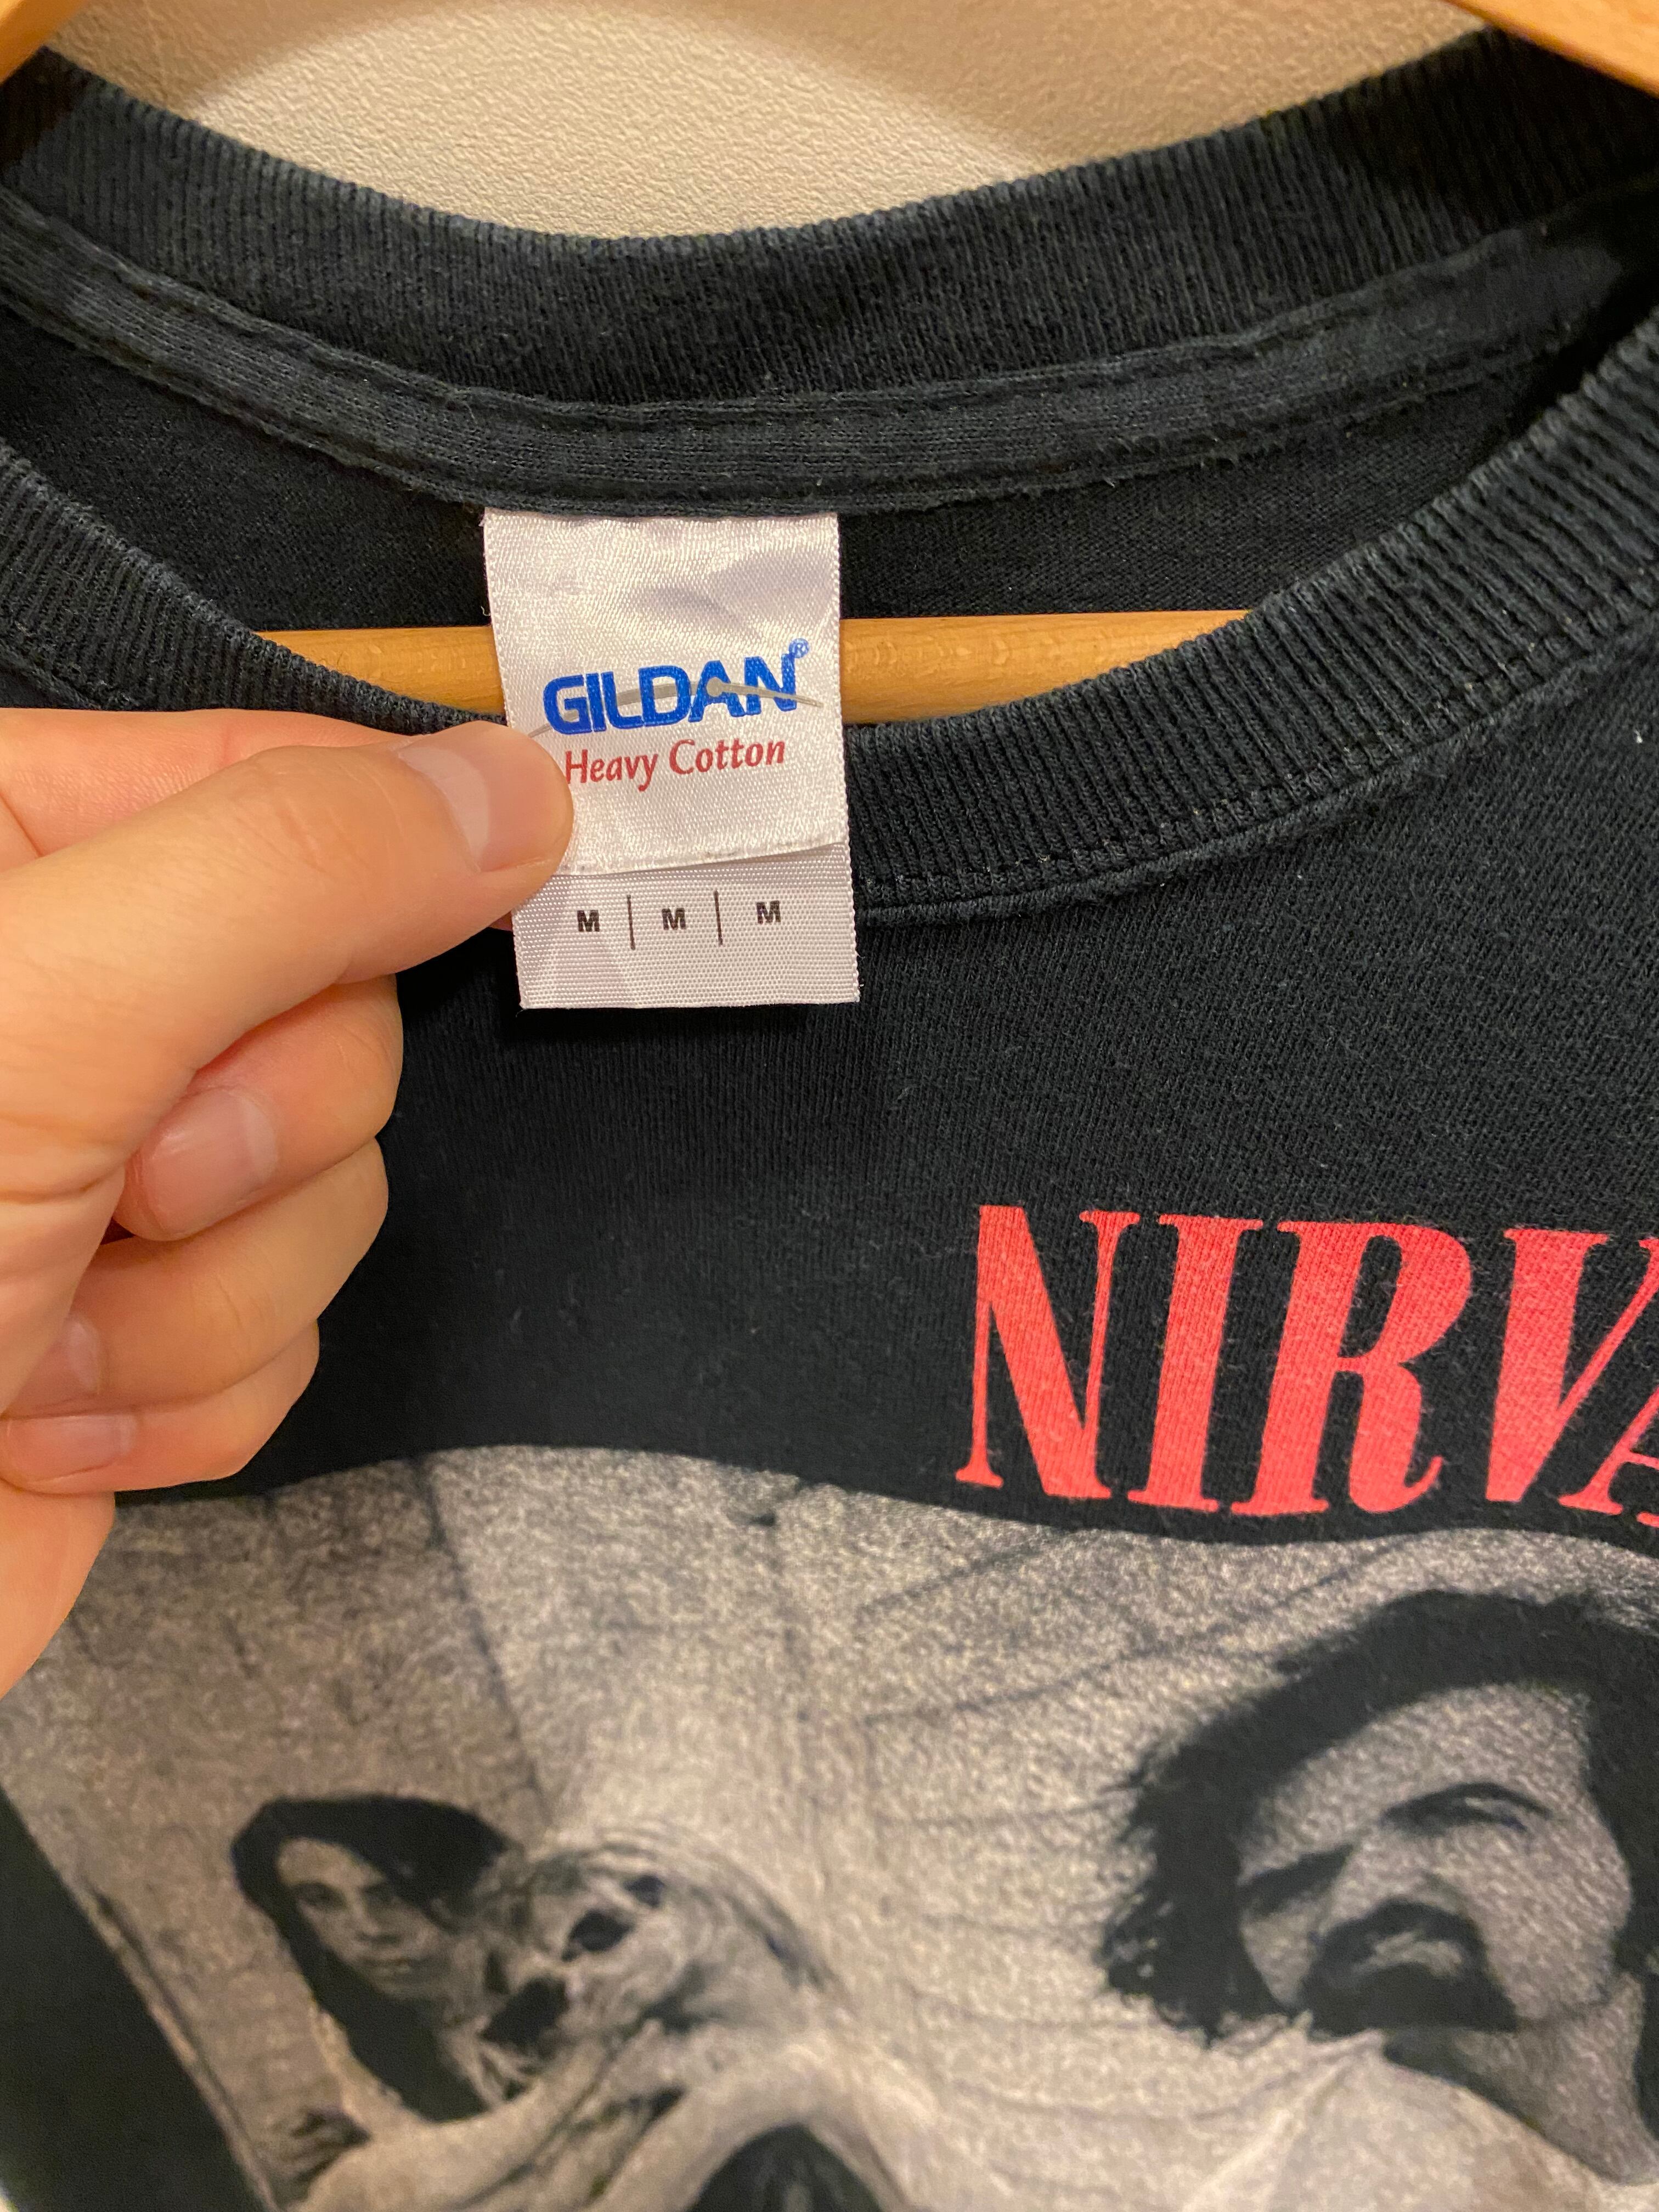 GILDAN®
Heavy Cotton
M | M | M
NIRVA